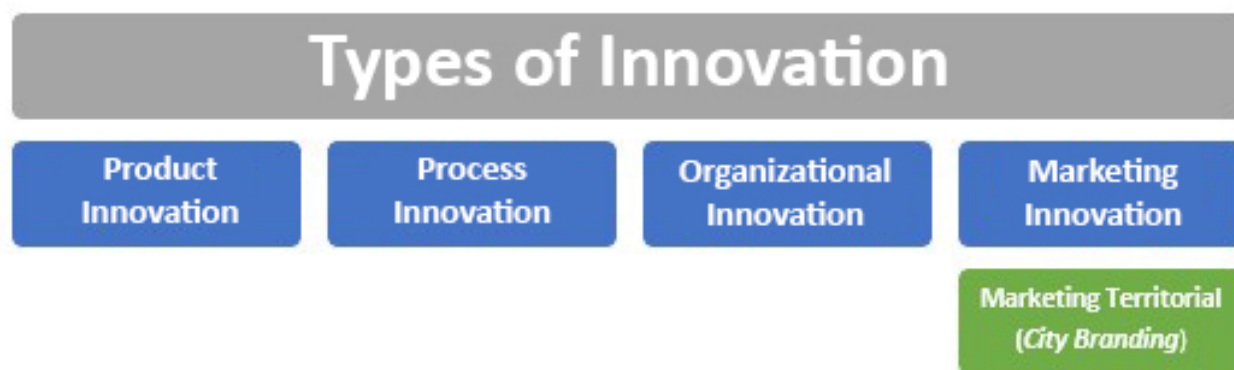 Types of Innovation
Product
Innovation
Process
Innovation
Organizational
Innovation
Marketing
Innovation
Marketing Territorial
(City Branding)